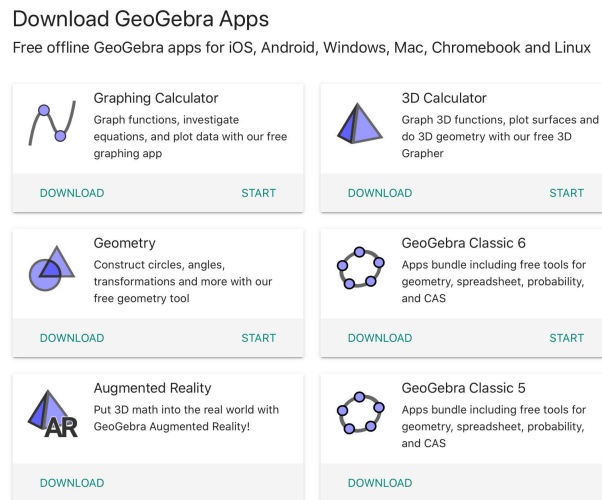 Download GeoGebra Apps
Free offline GeoGebra apps for iOS, Android, Windows, Mac, Chromebook and Linux
Graphing Calculator
Graph functions, investigate
equations, and plot data with our free
graphing app
DOWNLOAD
START
3D Calculator
Graph 3D functions, plot surfaces and
do 3D geometry with our free 3D
Grapher
DOWNLOAD
START
Geometry
Construct circles, angles,
transformations and more with our
free geometry tool
DOWNLOAD
START
GeoGebra Classic 6
Apps bundle including free tools for
geometry, spreadsheet, probability,
and CAS
DOWNLOAD
START
AR
Augmented Reality
Put 3D math into the real world with
GeoGebra Augmented Reality!
DOWNLOAD
GeoGebra Classic 5
Apps bundle including free tools for
geometry, spreadsheet, probability,
and CAS
DOWNLOAD